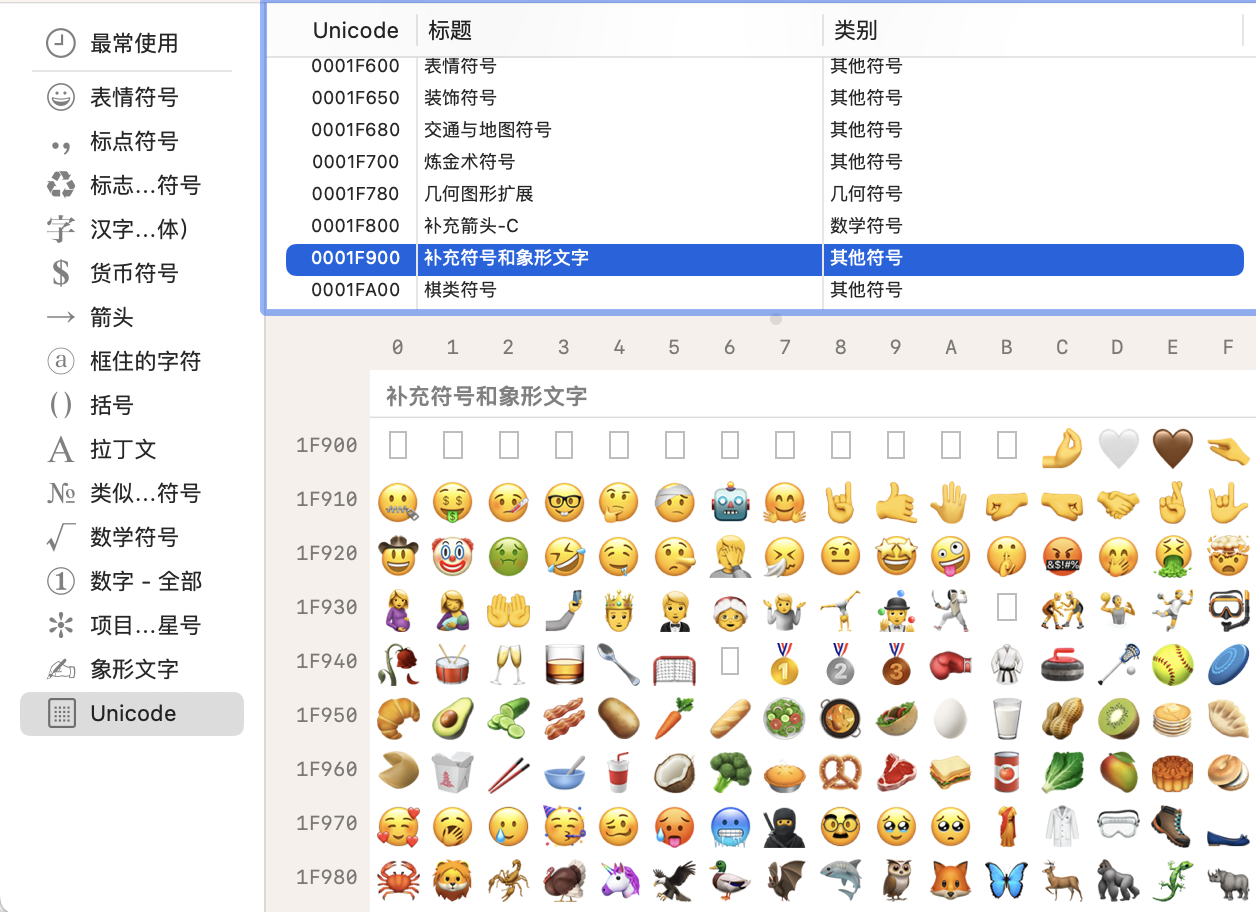 最常使用
表情符号
标点符号
标志…符号
汉字…体)
货币符号
箭头
框住的字符
括号
拉丁文
类似…符号
数学符号
数字 - 全部
项目…星号
象形文字
Unicode
Unicode 标题 类别
0001F600 表情符号 其他符号
0001F650 装饰符号 其他符号
0001F680 交通与地图符号 其他符号
0001F700 炼金术符号 其他符号
0001F780 几何图形扩展 几何符号
0001F800 补充箭头-C 数学符号
0001F900 补充符号和象形文字 其他符号
0001FA00 棋类符号 其他符号
0 1 2 3 4 5 6 7 8 9 A B C D E F
补充符号和象形文字
1F900
1F910
1F920
1F930
1F940
1F950
1F960
1F970
1F980